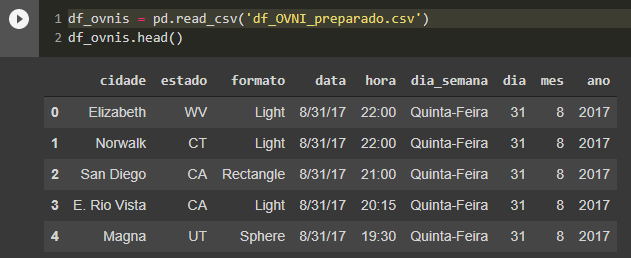 1 df_ovnis = pd.read_csv('df_OVNI_preparado.csv')
2 df_ovnis.head()
cidade estado formato data hora dia_semana dia mes ano
0 Elizabeth WV Light 8/31/17 22:00 Quinta-Feira 31 8 2017
1 Norwalk CT Light 8/31/17 22:00 Quinta-Feira 31 8 2017
2 San Diego CA Rectangle 8/31/17 21:00 Quinta-Feira 31 8 2017
3 E. Rio Vista CA Light 8/31/17 20:15 Quinta-Feira 31 8 2017
4 Magna UT Sphere 8/31/17 19:30 Quinta-Feira 31 8 2017